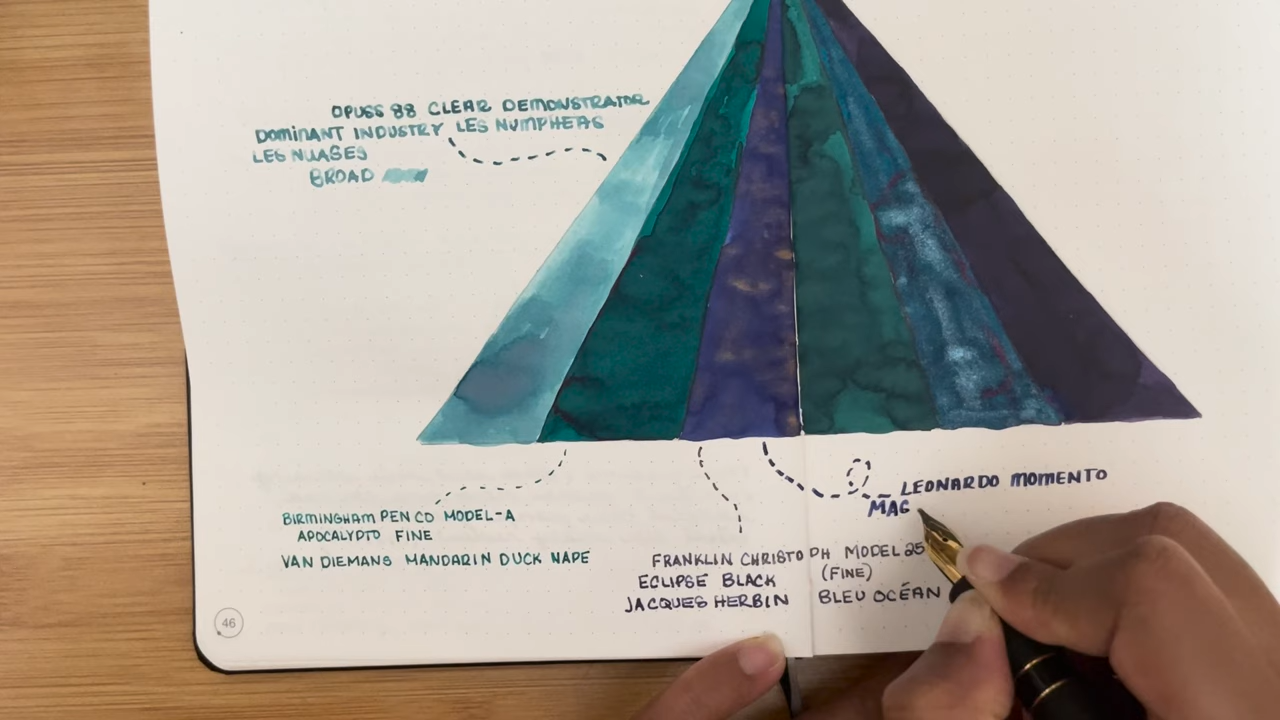 OPUSS 88 CLEAR DEMONSTRATOR
DOMINANT INDUSTRY LES NUMPHEAS
LES NUAGES
BROAD
LEONARDO MOMENTO
MAG
BIRMINGHAM PEN CO MODEL-A
APOCALYPTO FINE
VAN DIEMANS MANDARIN DUCK NAPE
FRANKLIN CHRISTOPH MODEL 25
ECLIPSE BLACK (FINE)
JACQUES HERBIN BLEU OCÉAN
46